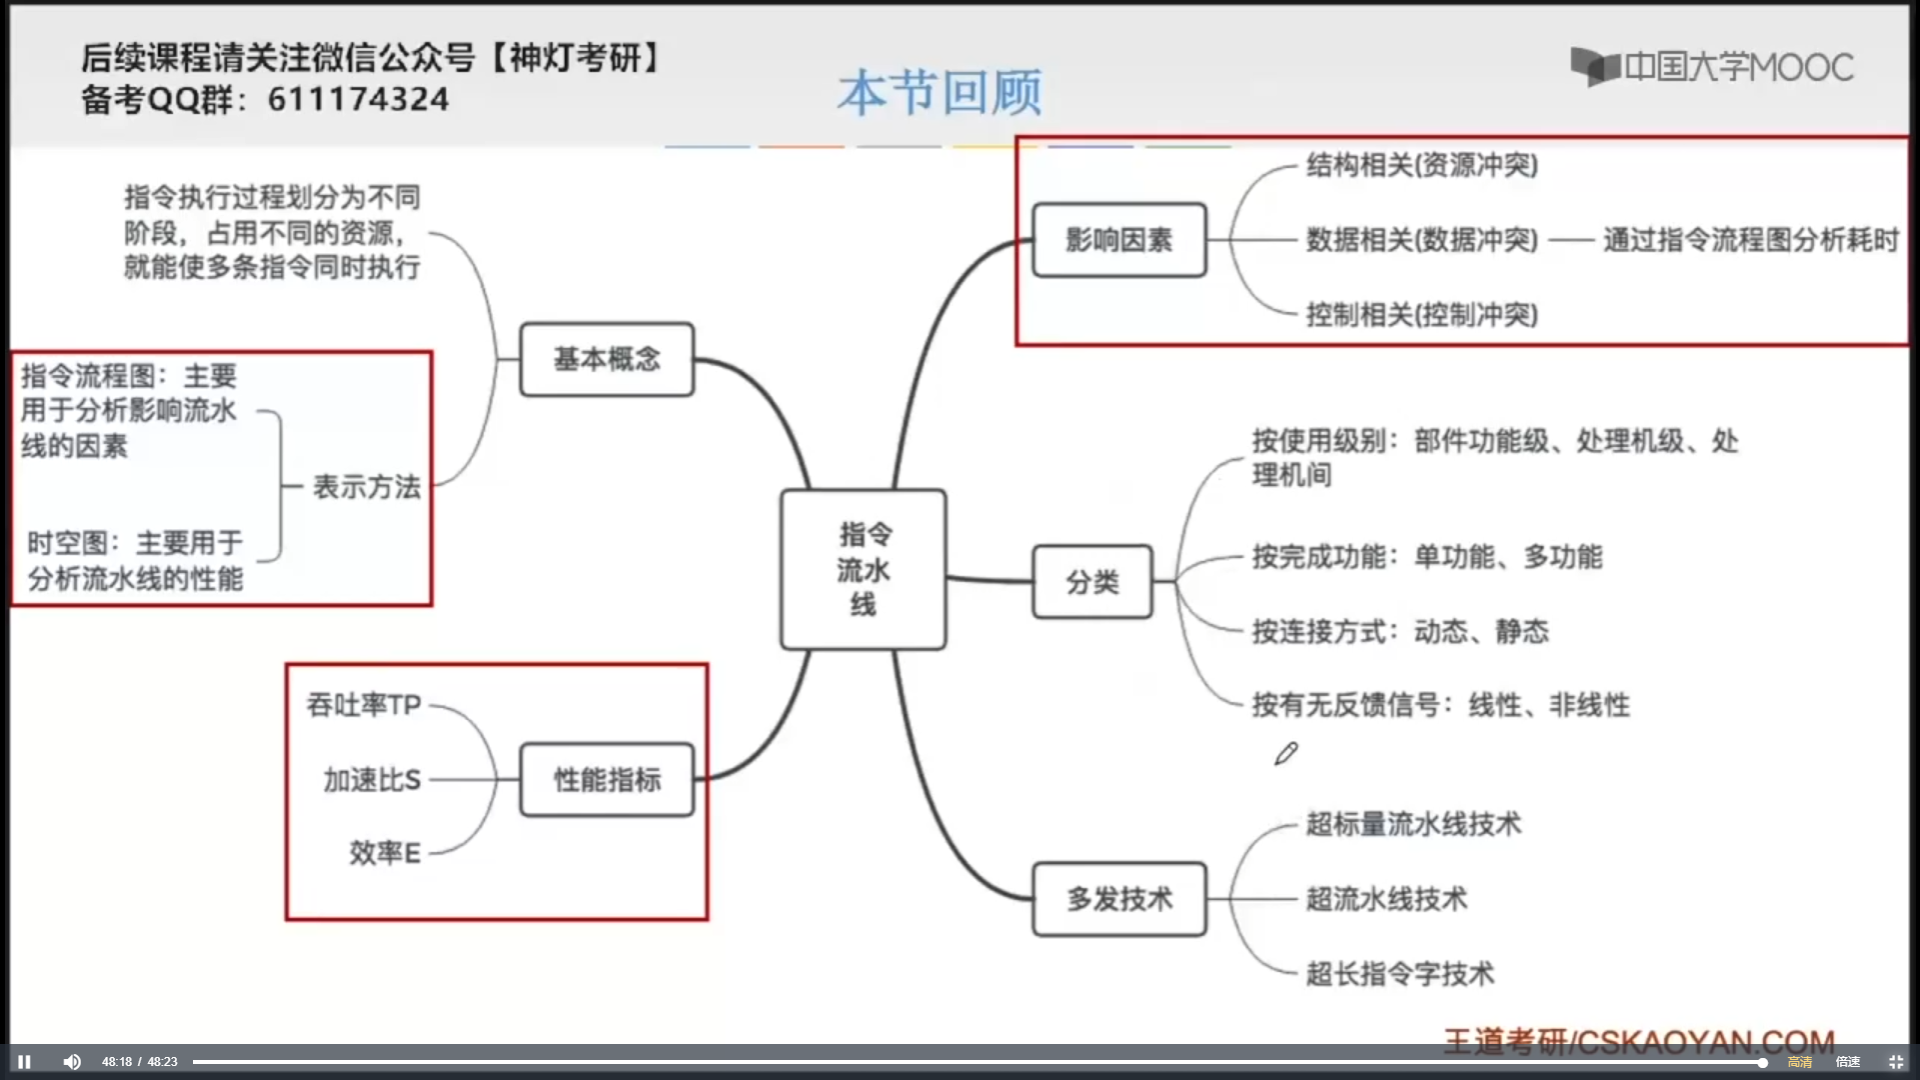 后续课程请关注微信公众号【神灯考研】
备考QQ群：611174324
本节回顾
中国大学MOOC
指令执行过程划分为不同
阶段，占用不同的资源，
就能使多条指令同时执行
基本概念
指令流程图：主要
用于分析影响流水
线的因素
表示方法
时空图：主要用于
分析流水线的性能
吞吐率TP
加速比S
效率E
性能指标
指令
流水
线
影响因素
结构相关(资源冲突)
数据相关(数据冲突)
通过指令流程图分析耗时
控制相关(控制冲突)
分类
按使用级别：部件功能级、处理机级、处
理机间
按完成功能：单功能、多功能
按连接方式：动态、静态
按有无反馈信号：线性、非线性
多发技术
超标量流水线技术
超流水线技术
超长指令字技术
王道考研/CSKAOYAN.COM
48:18 / 48:23
高清
倍速